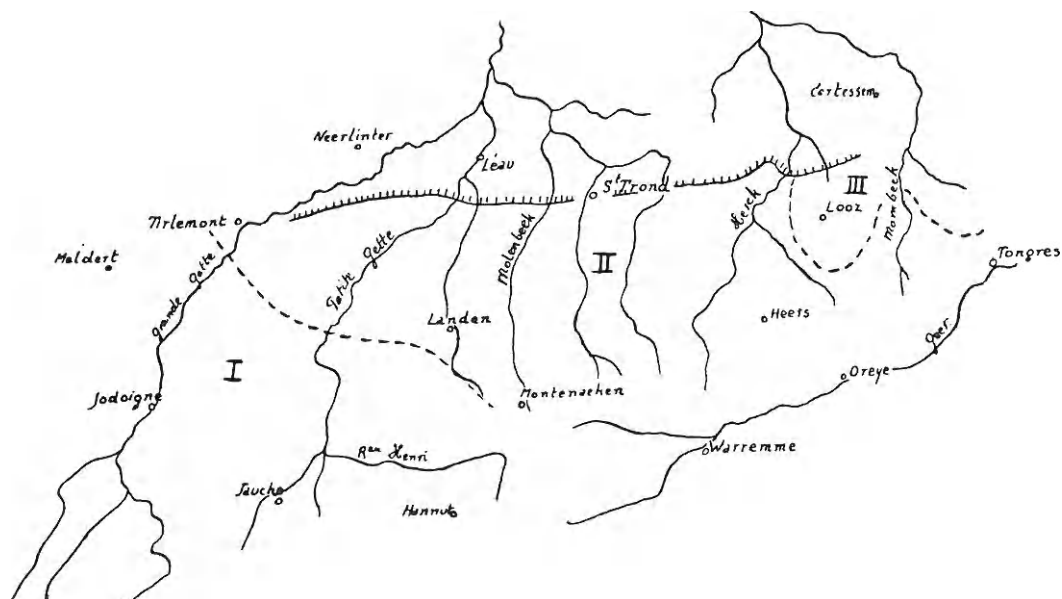 Cortessem
Neerlinter
Léau
St Trond
III
Looz
Mombeek
Herck
Tirlemont
Meldert
Grande Gette
Petite Gette
Molenbeek
II
Tongres
Geer
Landen
Heers
I
Oreye
Jodoigne
Montenaeken
Warremme
Rau Henri
Jauche
Hannut